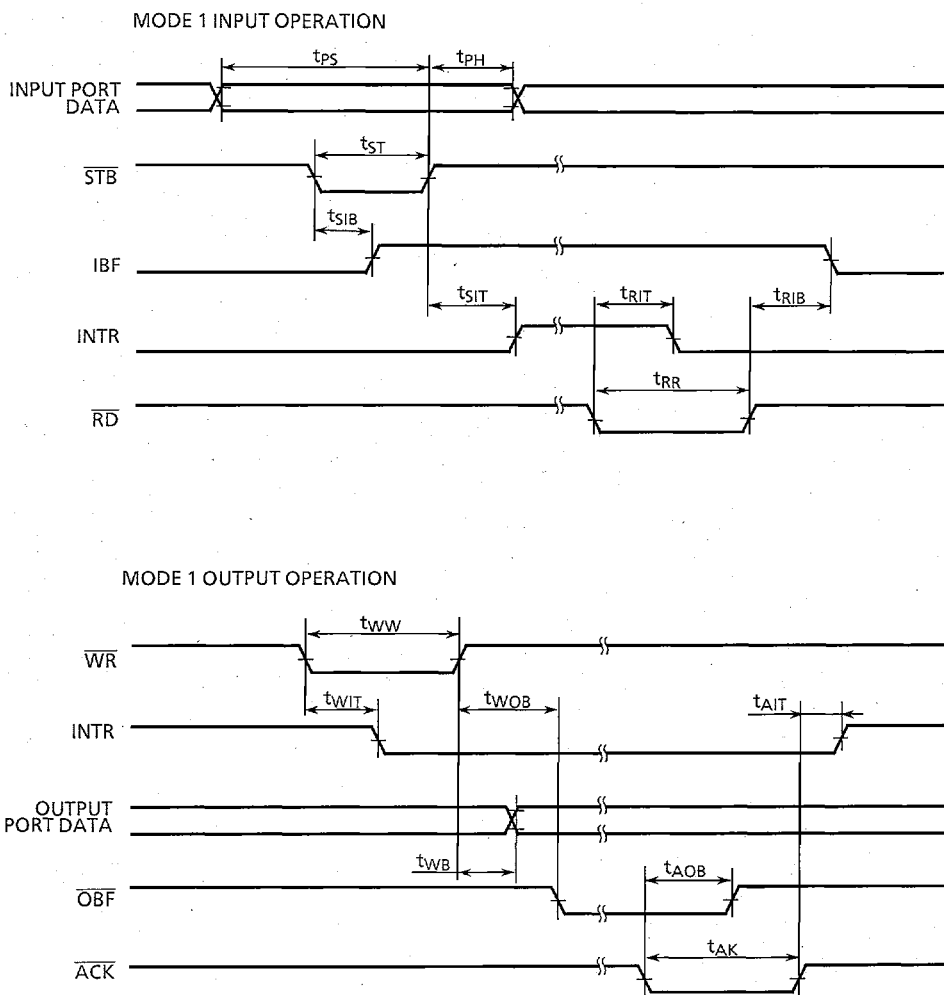 MODE 1 INPUT OPERATION
tPS
tPH
INPUT PORT
DATA
tST
STB
tSIB
IBF
tSIT
tRIT
tRIB
INTR
tRR
RD
MODE 1 OUTPUT OPERATION
tWW
WR
tWIT
tWOB
tAIT
INTR
OUTPUT
PORT DATA
tWB
tAOB
OBF
tAK
ACK